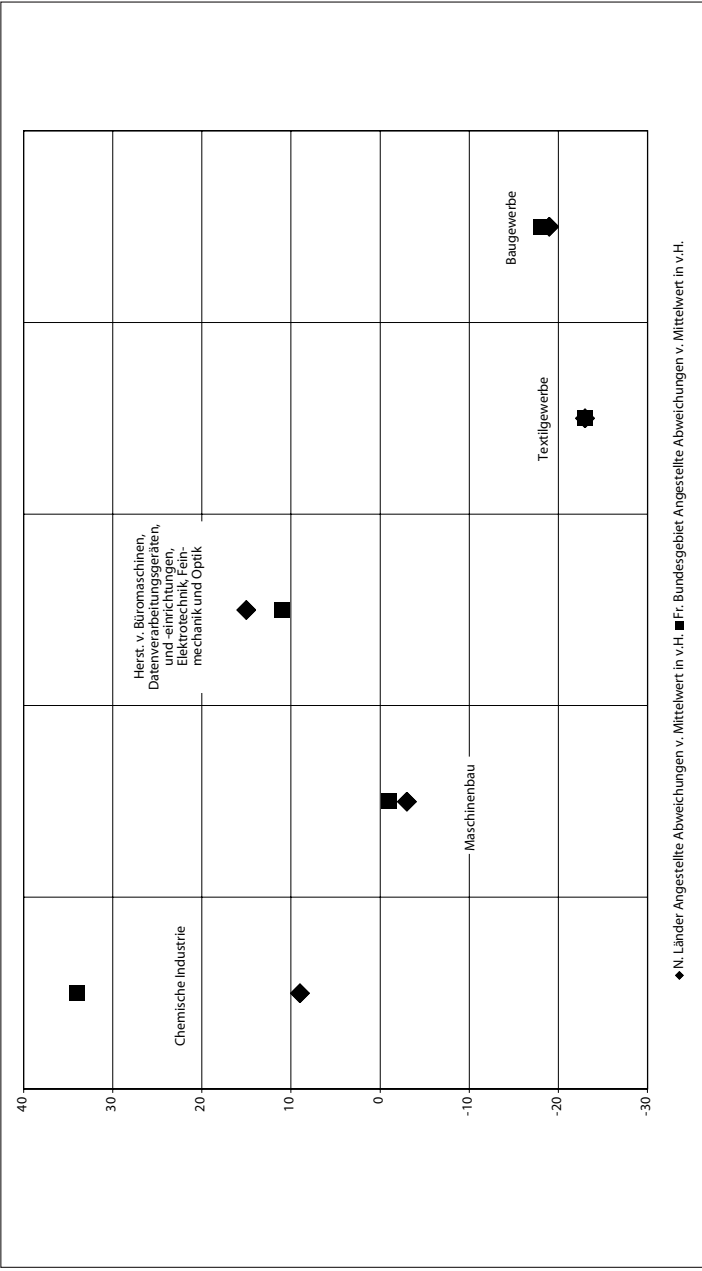 40
30
20
10
0
-10
-20
-30
Chemische Industrie
Maschinenbau
Herst. v. Büromaschinen,
Datenverarbeitungsgeräten,
und -einrichtungen,
Elektrotechnik, Fein-
mechanik und Optik
Textilgewerbe
Baugewerbe
◆N. Länder Angestellte Abweichungen v. Mittelwert in v.H. ■Fr. Bundesgebiet Angestellte Abweichungen v. Mittelwert in v.H.